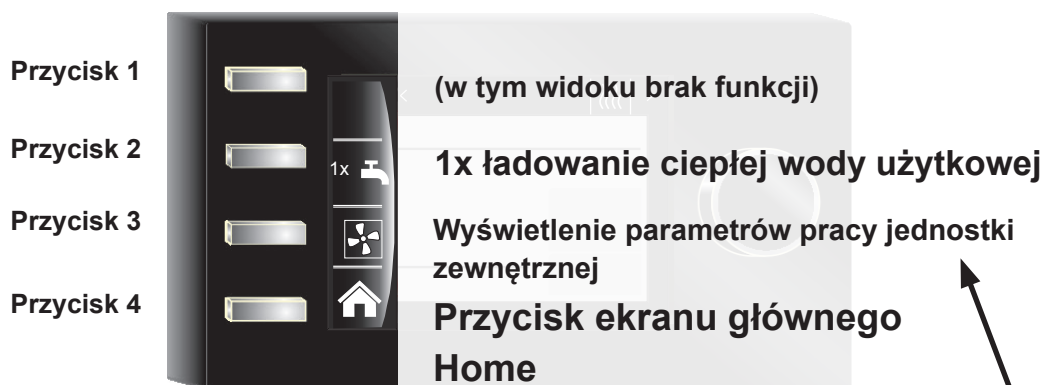 Przycisk 1
(w tym widoku brak funkcji)
Przycisk 2
1x
1x ładowanie ciepłej wody użytkowej
Przycisk 3
Wyświetlenie parametrów pracy jednostki
zewnętrznej
Przycisk 4
Przycisk ekranu głównego
Home